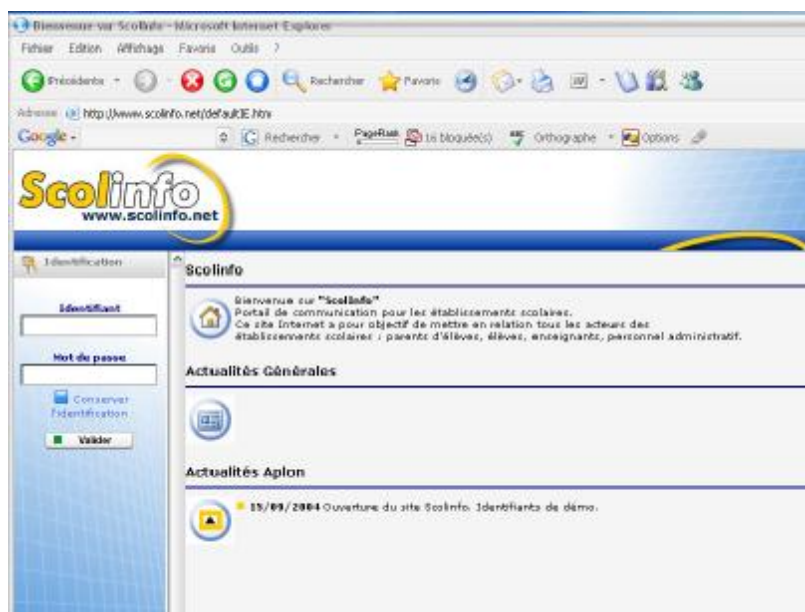 Bienvenue sur ScolInfo - Microsoft Internet Explorer
Fichier Edition Affichage Favoris Outils ?
Précédente Rechercher Favoris
Adresse http://www.scolinfo.net/defaultIE.htm
Google Rechercher PageRank 16 bloquée(s) Orthographe Options
Scolinfo
www.scolinfo.net
Identification
Identifiant
Mot de passe
Conserver
l'identification
Valider
Scolinfo
Bienvenue sur "ScolInfo"
Portail de communication pour les établissements scolaires.
Ce site Internet a pour objectif de mettre en relation tous les acteurs des
établissements scolaires : parents d'élèves, élèves, enseignants, personnel administratif.
Actualités Générales
Actualités Aplon
15/09/2004 Ouverture du site Scolinfo. Identifiants de démo.